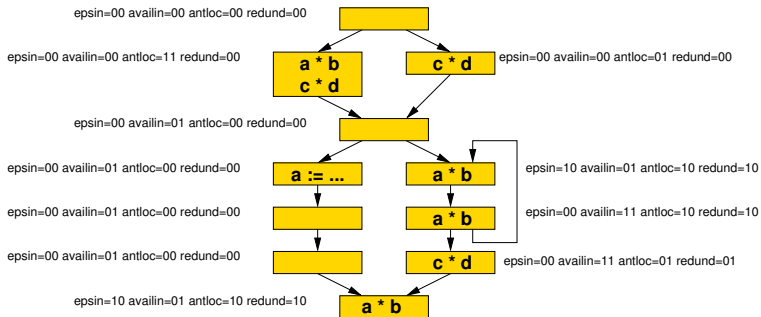 epsin=00 availin=00 antloc=00 redund=00
epsin=00 availin=00 antloc=11 redund=00
a * b
c * d
c * d
epsin=00 availin=00 antloc=01 redund=00
epsin=00 availin=01 antloc=00 redund=00
epsin=00 availin=01 antloc=00 redund=00
a := ...
a * b
epsin=10 availin=01 antloc=10 redund=10
epsin=00 availin=01 antloc=00 redund=00
a * b
epsin=00 availin=11 antloc=10 redund=10
epsin=00 availin=01 antloc=00 redund=00
c * d
epsin=00 availin=11 antloc=01 redund=01
epsin=10 availin=01 antloc=10 redund=10
a * b